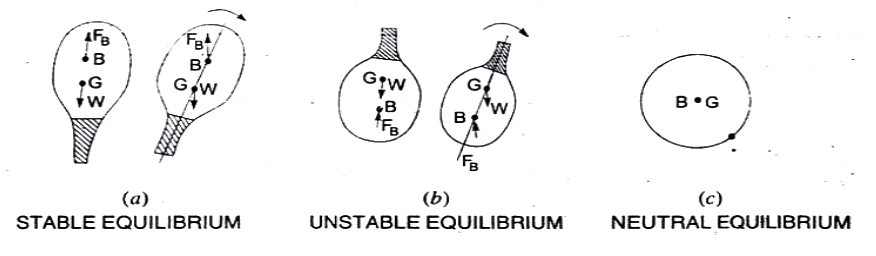 F_B
B
G
W
F_B
B
G W
G W
B
F_B
G
W
B
F_B
B G
(a) (b) (c)
STABLE EQUILIBRIUM UNSTABLE EQUILIBRIUM NEUTRAL EQUILIBRIUM